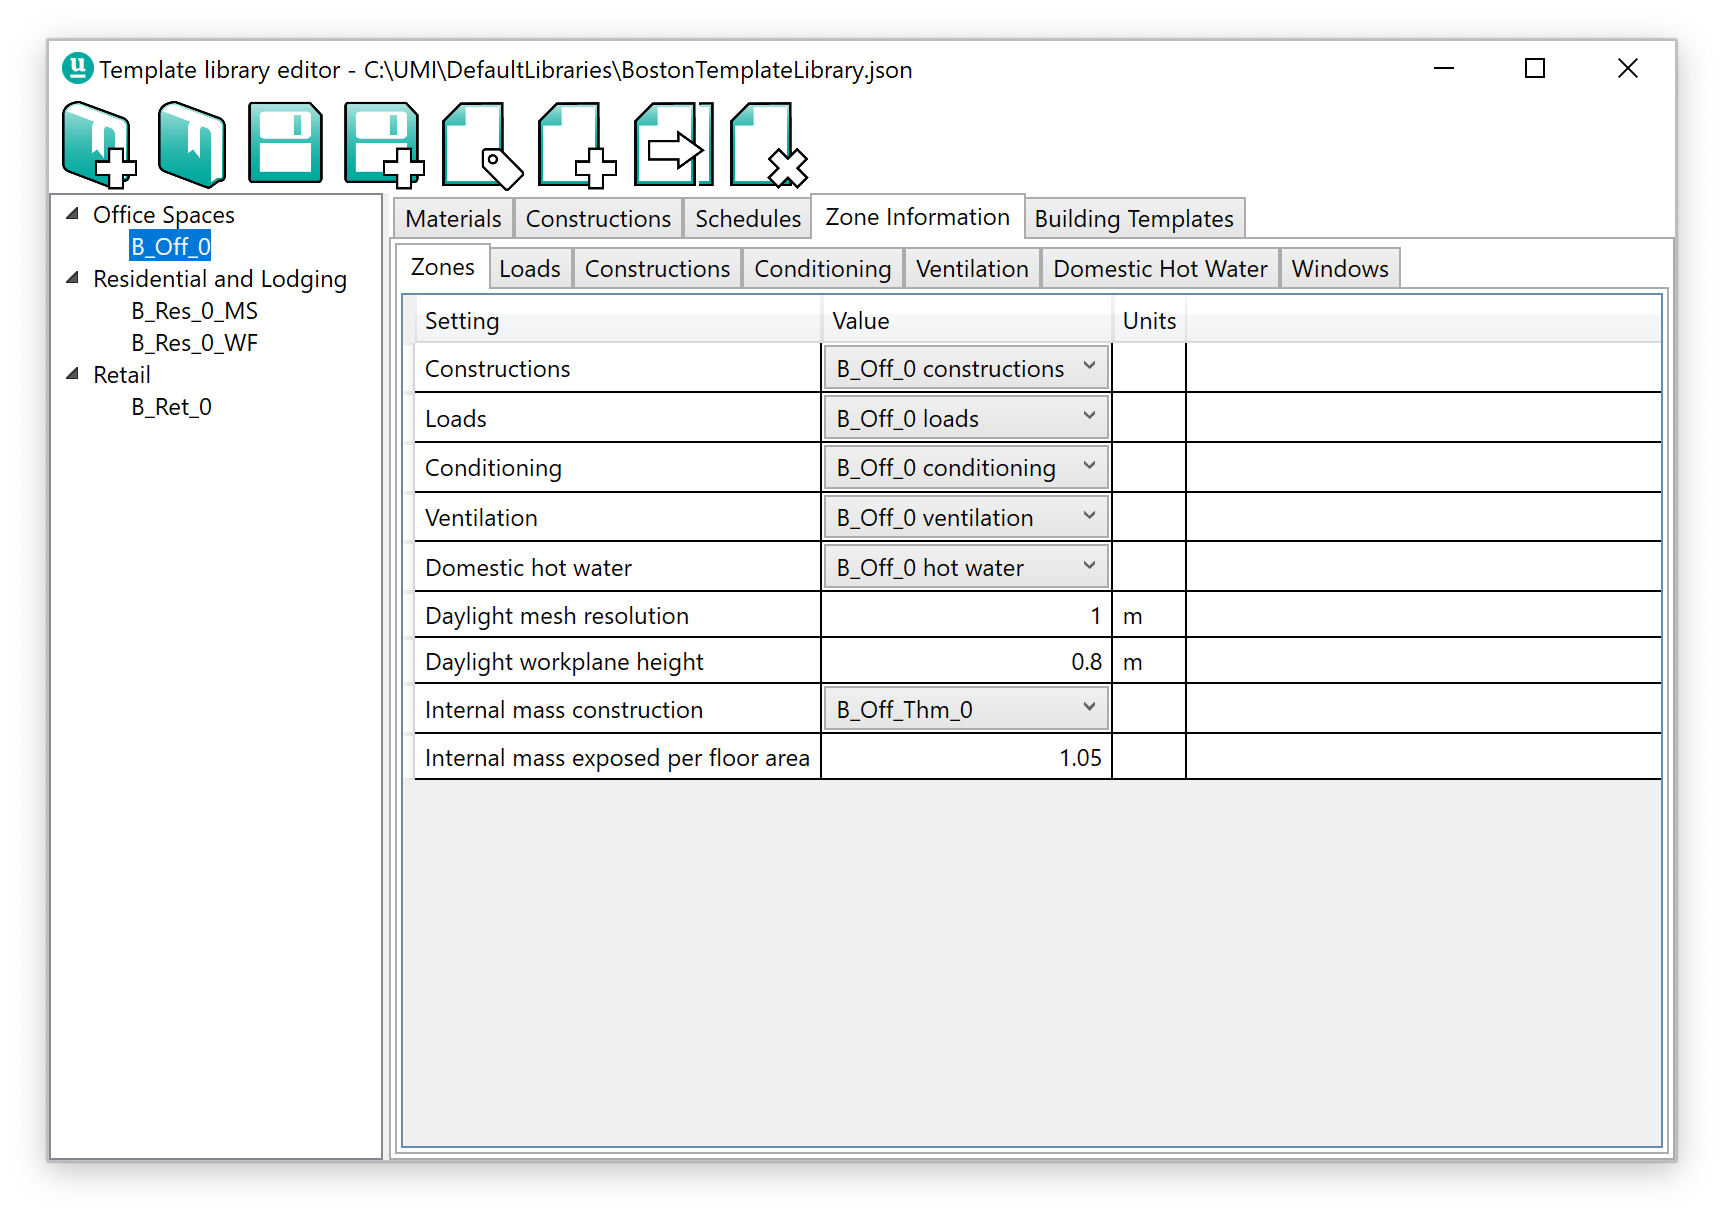 u Template library editor - C:\UMI\DefaultLibraries\BostonTemplateLibrary.json
Office Spaces
B_Off_0
Residential and Lodging
B_Res_0_MS
B_Res_0_WF
Retail
B_Ret_0
Materials Constructions Schedules Zone Information Building Templates
Zones Loads Constructions Conditioning Ventilation Domestic Hot Water Windows
Setting Value Units
Constructions B_Off_0 constructions
Loads B_Off_0 loads
Conditioning B_Off_0 conditioning
Ventilation B_Off_0 ventilation
Domestic hot water B_Off_0 hot water
Daylight mesh resolution 1 m
Daylight workplane height 0.8 m
Internal mass construction B_Off_Thm_0
Internal mass exposed per floor area 1.05